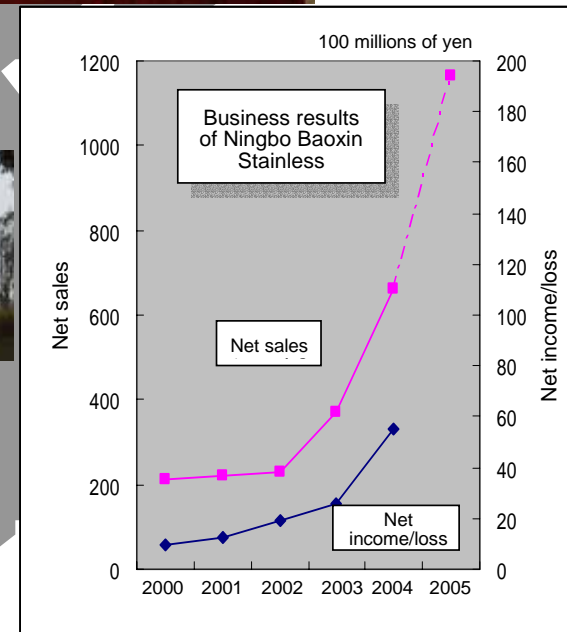 100 millions of yen
Business results
of Ningbo Baoxin
Stainless
1200
1000
800
600
400
200
0
Net sales
200
180
160
140
120
100
80
60
40
20
0
Net income/loss
Net sales
Net
income/loss
2000 2001 2002 2003 2004 2005